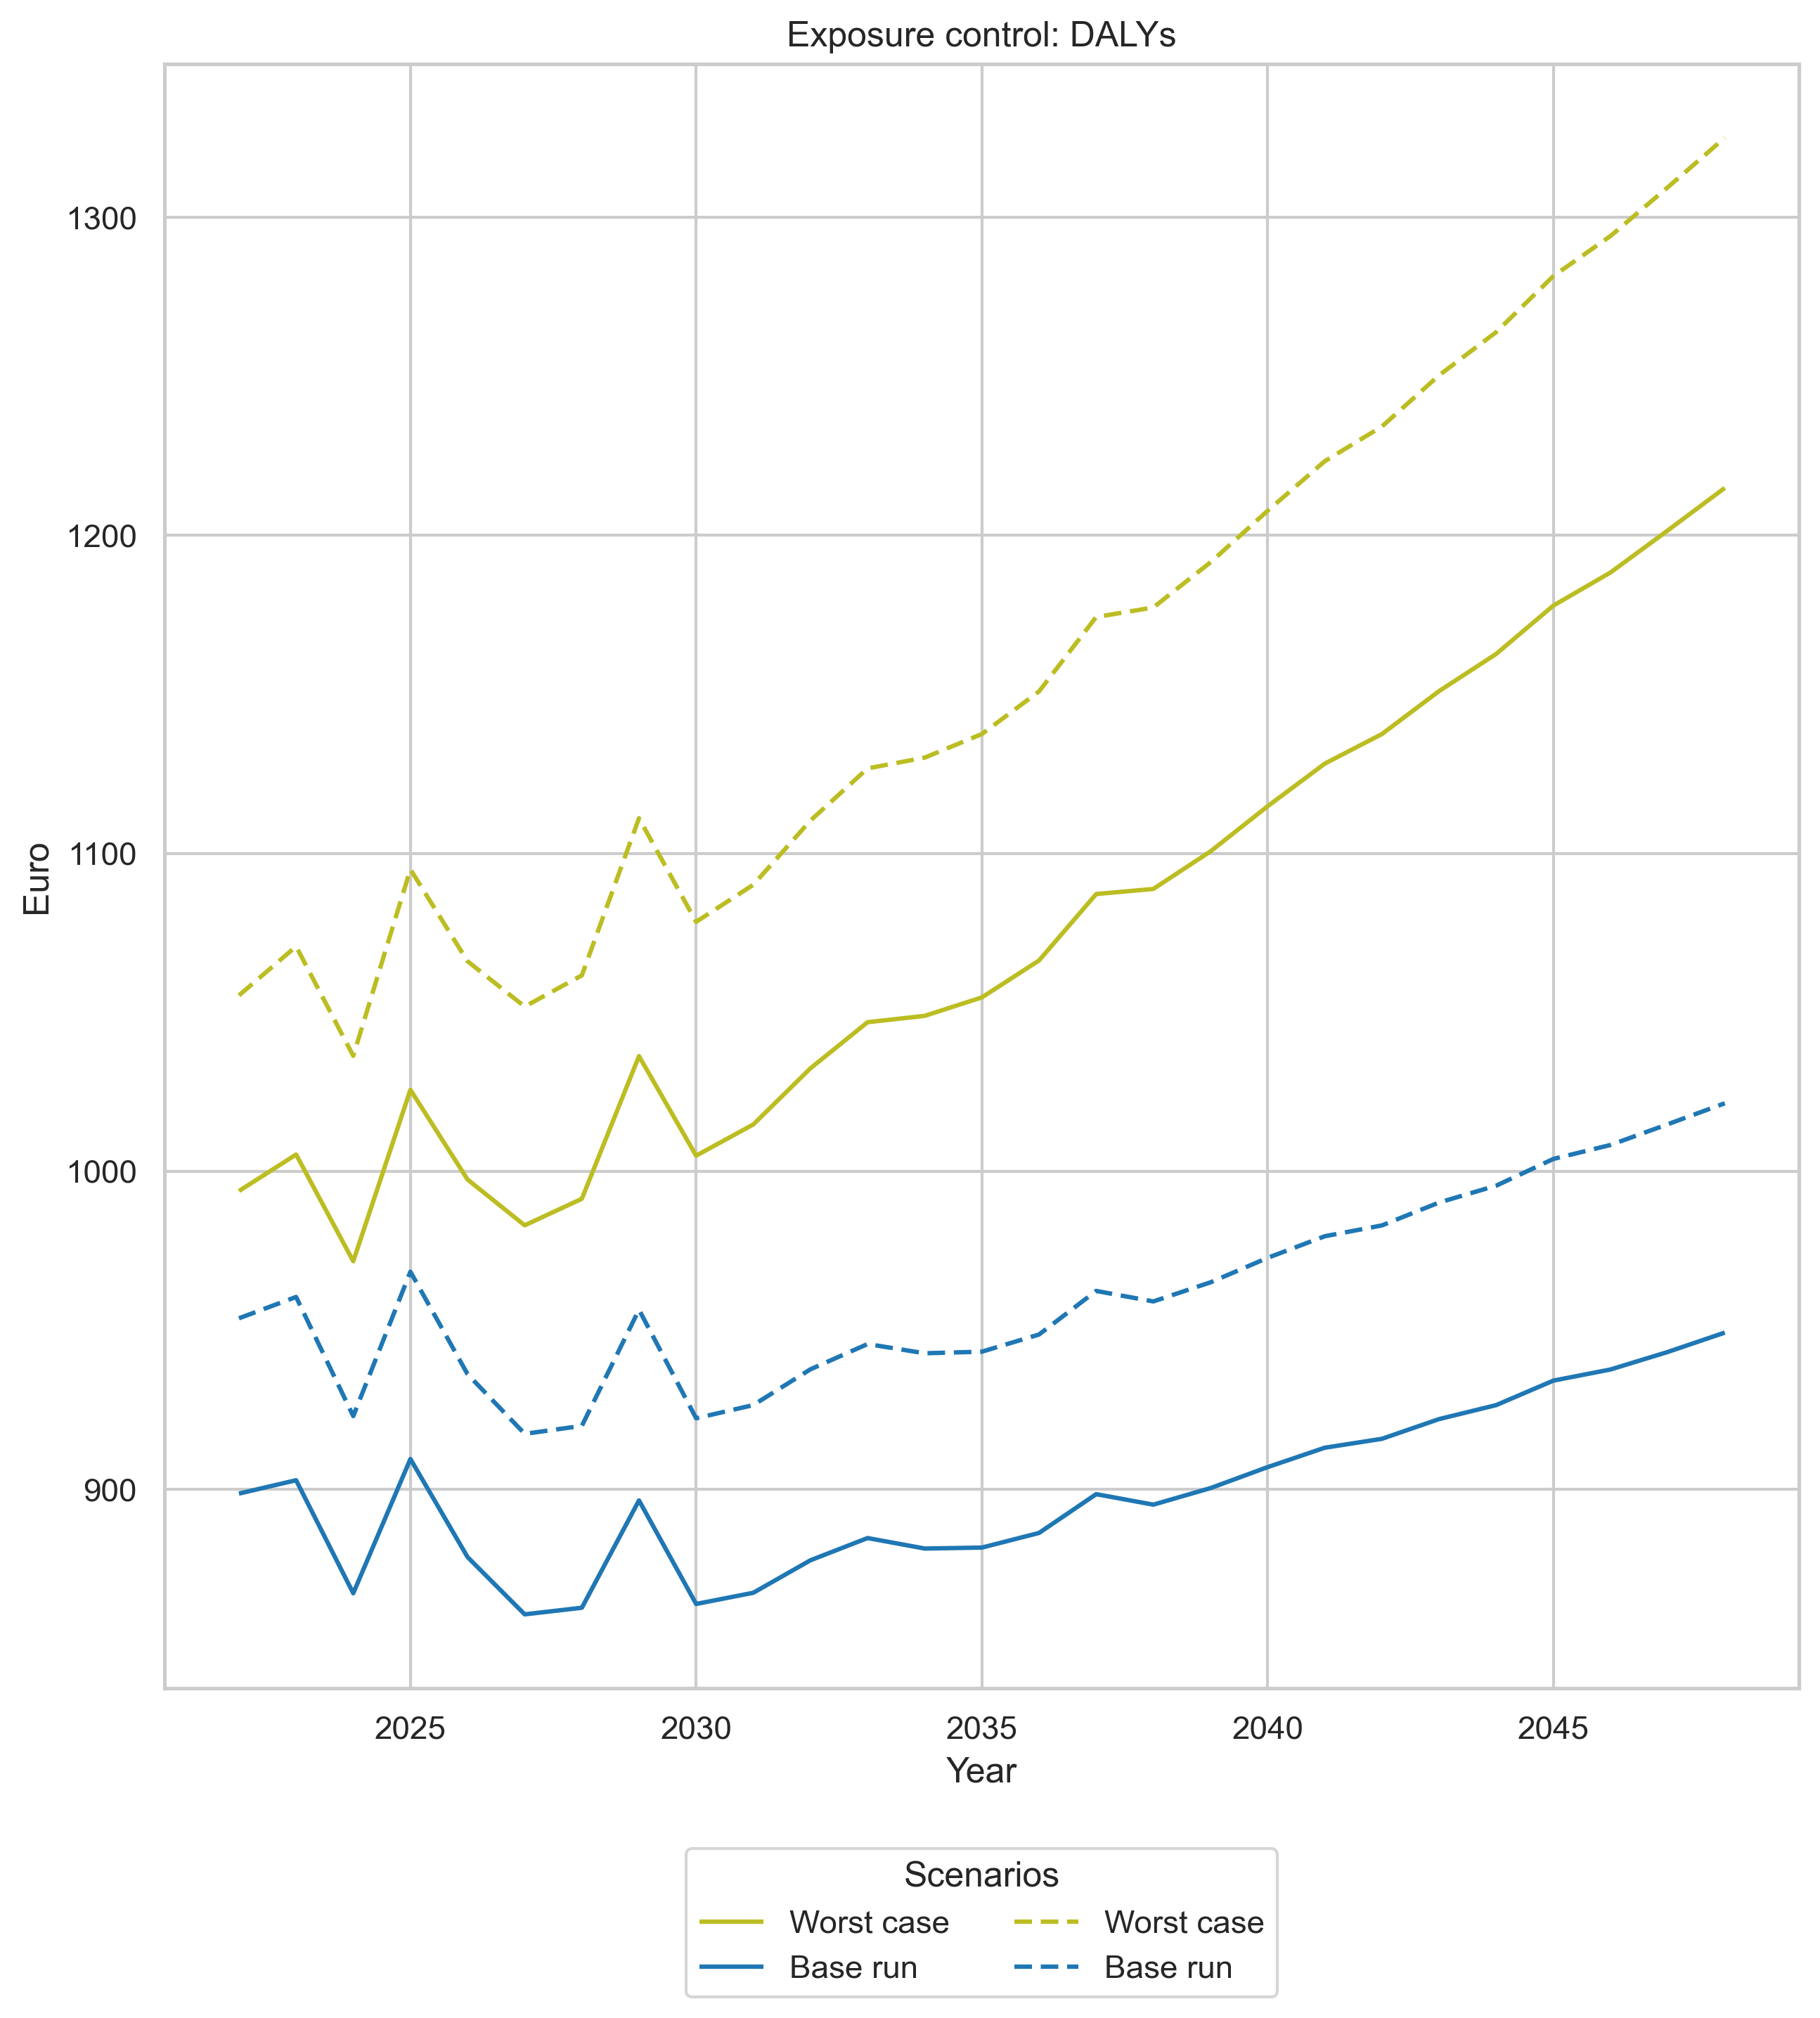 Exposure control: DALYs
1300
1200
1100
1000
900
Euro
2025 2030 2035 2040 2045
Year
Scenarios
Worst case Worst case
Base run Base run